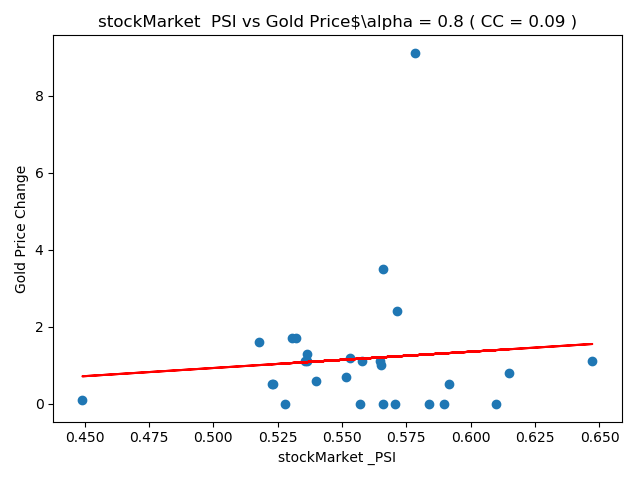 stockMarket  PSI vs Gold Price$\alpha = 0.8 ( CC = 0.09 )
Gold Price Change
8
6
4
2
0
0.450 0.475 0.500 0.525 0.550 0.575 0.600 0.625 0.650
stockMarket _PSI